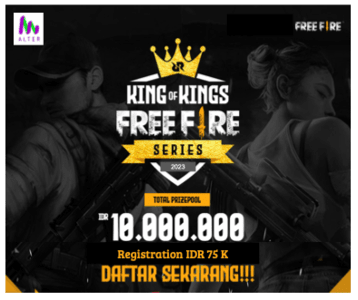 ALTER
FREE FIRE
KING OF KINGS
FREE FIRE
SERIES
2023
TOTAL PRIZEPOOL
IDR 10.000.000
Registration IDR 75 K
DAFTAR SEKARANG!!!